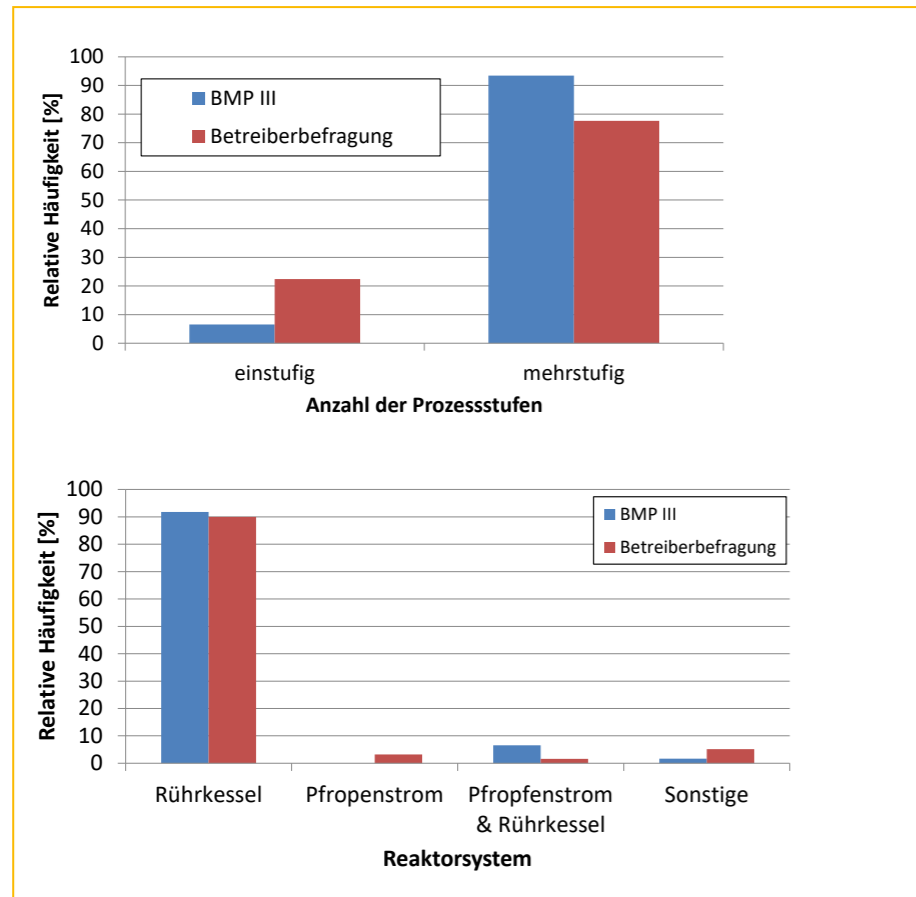 Relative Häufigkeit [%]
100
90
80
70
60
50
40
30
20
10
0
BMP III
Betreiberbefragung
einstufig
mehrstufig
Anzahl der Prozessstufen
Relative Häufigkeit [%]
100
90
80
70
60
50
40
30
20
10
0
BMP III
Betreiberbefragung
Rührkessel
Pfropenstrom
Pfropfenstrom
& Rührkessel
Sonstige
Reaktorsystem